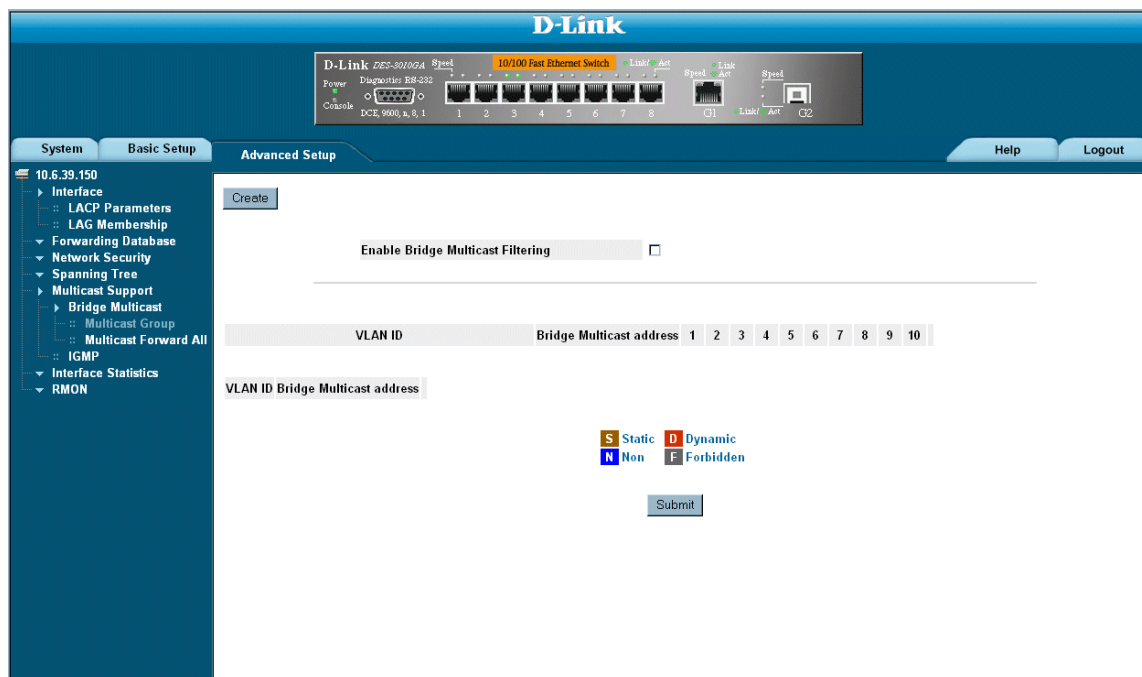 D-Link
D-Link DES-3010GA Speed 10/100 Fast Ethernet Switch Link/ Act
Power Diagnostics RS-232
Console
DCE, 9600, n, 8, 1
1 2 3 4 5 6 7 8
Speed Link Act
G1
Speed
Link/ Act G2
System Basic Setup Advanced Setup Help Logout
10.6.39.150
Interface
LACP Parameters
LAG Membership
Forwarding Database
Network Security
Spanning Tree
Multicast Support
Bridge Multicast
Multicast Group
Multicast Forward All
IGMP
Interface Statistics
RMON
Create
Enable Bridge Multicast Filtering
VLAN ID Bridge Multicast address 1 2 3 4 5 6 7 8 9 10
VLAN ID Bridge Multicast address
S Static D Dynamic
N Non F Forbidden
Submit